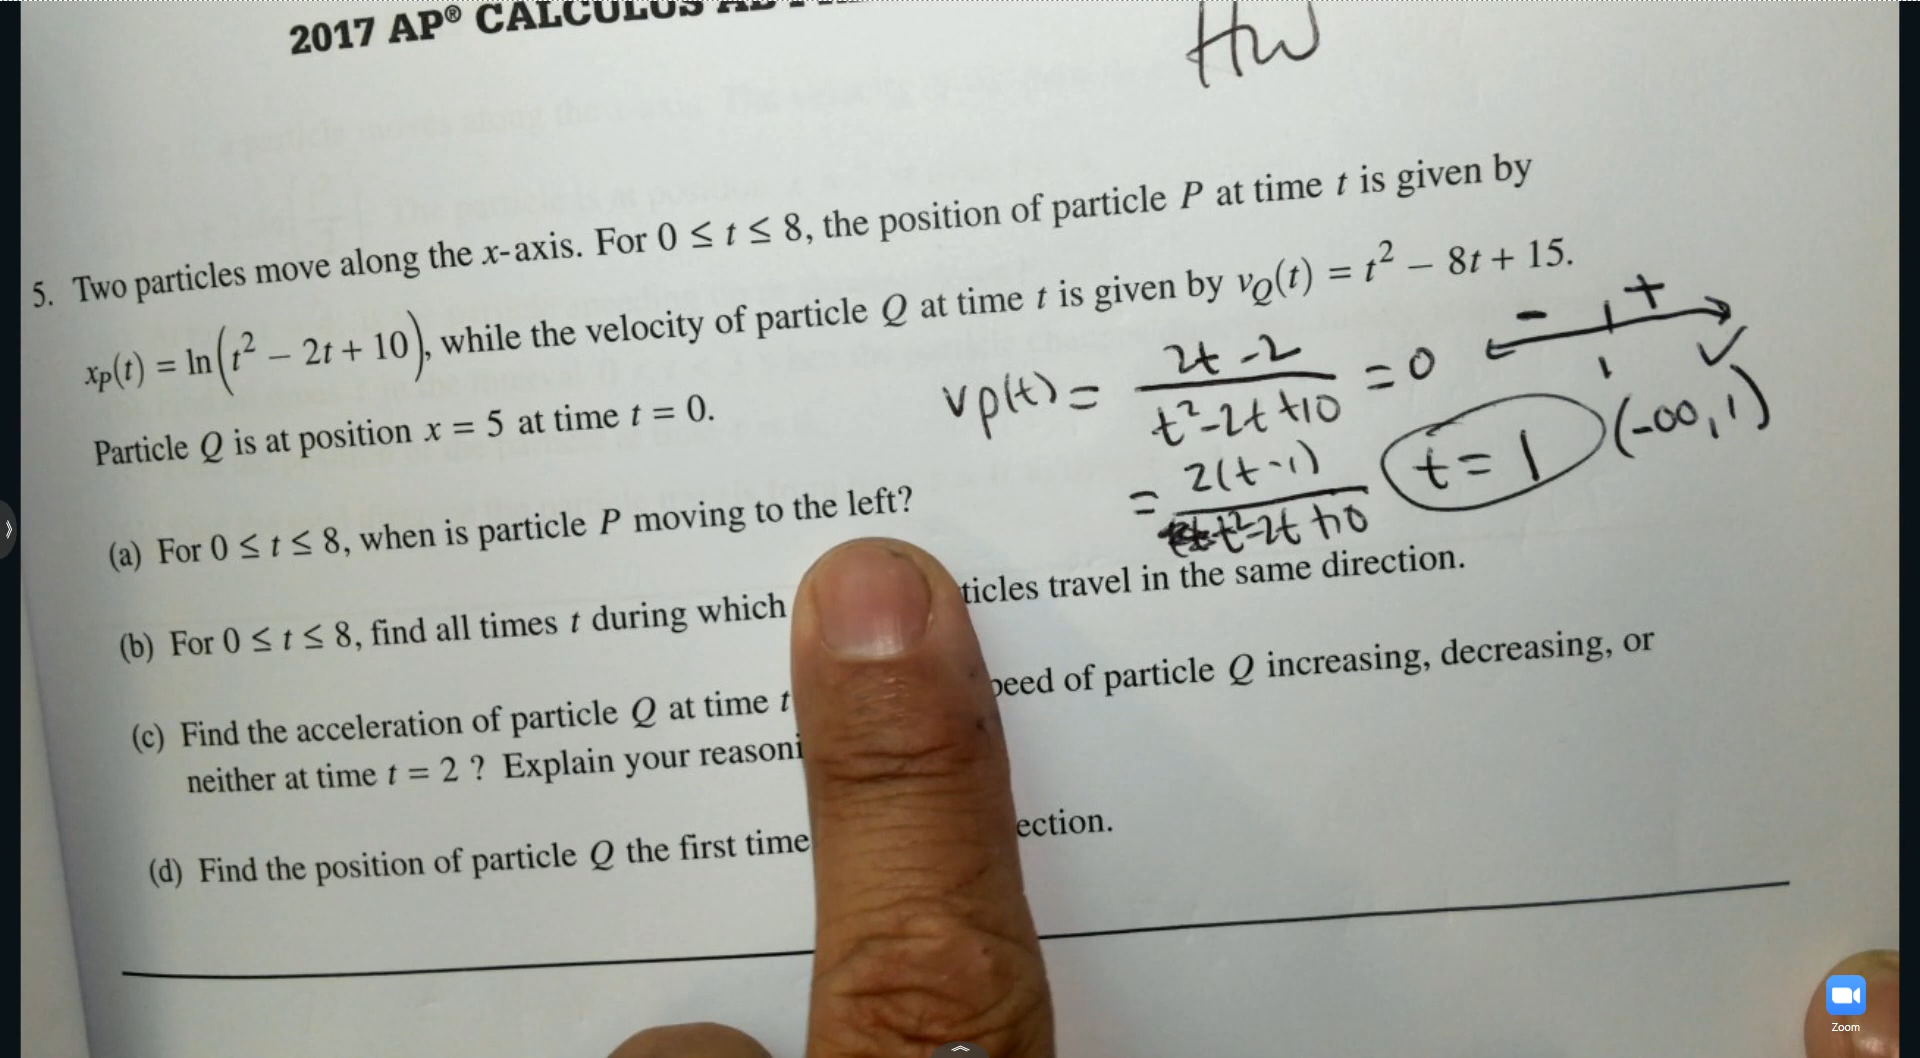 2017 AP® CALCULUS AB
HW
5. Two particles move along the x-axis. For 0 ≤ t ≤ 8, the position of particle P at time t is given by
x_P(t) = ln(t² – 2t + 10), while the velocity of particle Q at time t is given by v_Q(t) = t² – 8t + 15.
Particle Q is at position x = 5 at time t = 0.
vp(t) = (2t - 2)/(t² - 2t + 10) = 0
- +
1 ✓
= 2(t - 1)/(t² - 2t + 10)
t = 1 (-∞, 1)
(a) For 0 ≤ t ≤ 8, when is particle P moving to the left?
(b) For 0 ≤ t ≤ 8, find all times t during which ticles travel in the same direction.
(c) Find the acceleration of particle Q at time t peed of particle Q increasing, decreasing, or
neither at time t = 2 ? Explain your reasoni
(d) Find the position of particle Q the first time ection.
Zoom